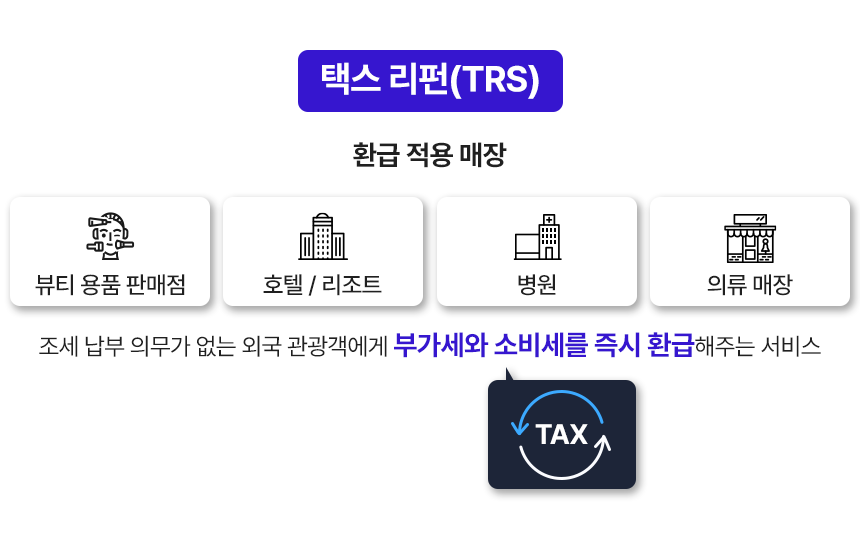 택스 리펀(TRS)
환급 적용 매장
뷰티 용품 판매점
호텔 / 리조트
병원
의류 매장
조세 납부 의무가 없는 외국 관광객에게 부가세와 소비세를 즉시 환급해주는 서비스
TAX